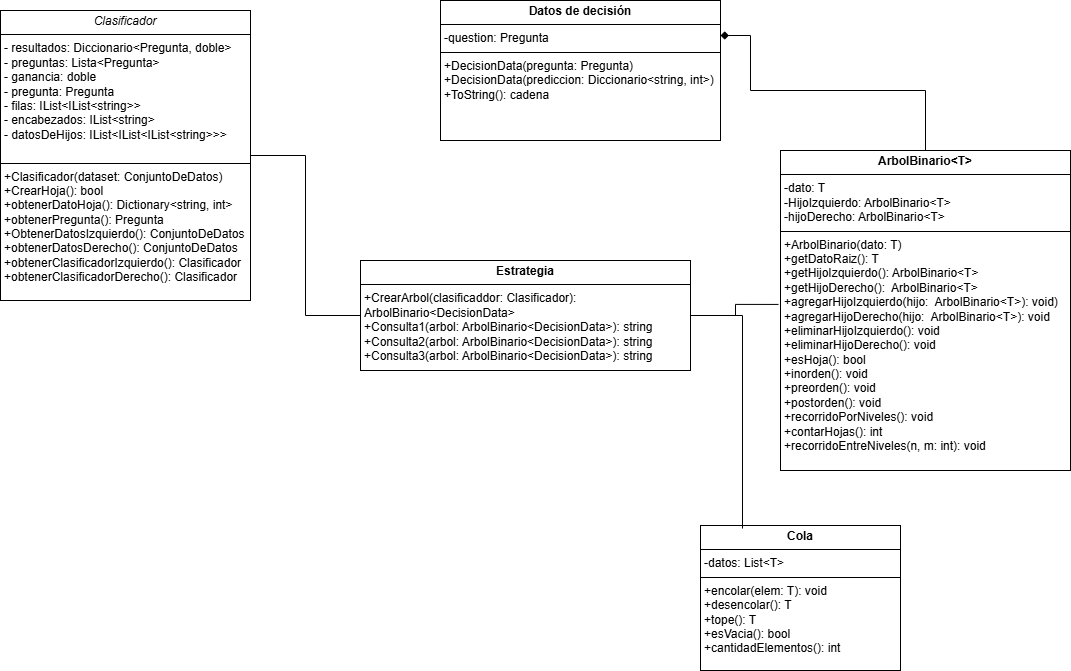 Clasificador
- resultados: Diccionario<Pregunta, doble>
- preguntas: Lista<Pregunta>
- ganancia: doble
- pregunta: Pregunta
- filas: IList<IList<string>>
- encabezados: IList<string>
- datosDeHijos: IList<IList<IList<string>>>
+Clasificador(dataset: ConjuntoDeDatos)
+CrearHoja(): bool
+obtenerDatoHoja(): Dictionary<string, int>
+obtenerPregunta(): Pregunta
+ObtenerDatosIzquierdo(): ConjuntoDeDatos
+obtenerDatosDerecho(): ConjuntoDeDatos
+obtenerClasificadorIzquierdo(): Clasificador
+obtenerClasificadorDerecho(): Clasificador
Datos de decisión
-question: Pregunta
+DecisionData(pregunta: Pregunta)
+DecisionData(prediccion: Diccionario<string, int>)
+ToString(): cadena
ArbolBinario<T>
-dato: T
-HijoIzquierdo: ArbolBinario<T>
-hijoDerecho: ArbolBinario<T>
+ArbolBinario(dato: T)
+getDatoRaiz(): T
+getHijoIzquierdo(): ArbolBinario<T>
+getHijoDerecho():  ArbolBinario<T>
+agregarHijoIzquierdo(hijo:  ArbolBinario<T>): void)
+agregarHijoDerecho(hijo:  ArbolBinario<T>): void
+eliminarHijoIzquierdo(): void
+eliminarHijoDerecho(): void
+esHoja(): bool
+inorden(): void
+preorden(): void
+postorden(): void
+recorridoPorNiveles(): void
+contarHojas(): int
+recorridoEntreNiveles(n, m: int): void
Estrategia
+CrearArbol(clasificaddor: Clasificador):
ArbolBinario<DecisionData>
+Consulta1(arbol: ArbolBinario<DecisionData>): string
+Consulta2(arbol: ArbolBinario<DecisionData>): string
+Consulta3(arbol: ArbolBinario<DecisionData>): string
Cola
-datos: List<T>
+encolar(elem: T): void
+desencolar(): T
+tope(): T
+esVacia(): bool
+cantidadElementos(): int